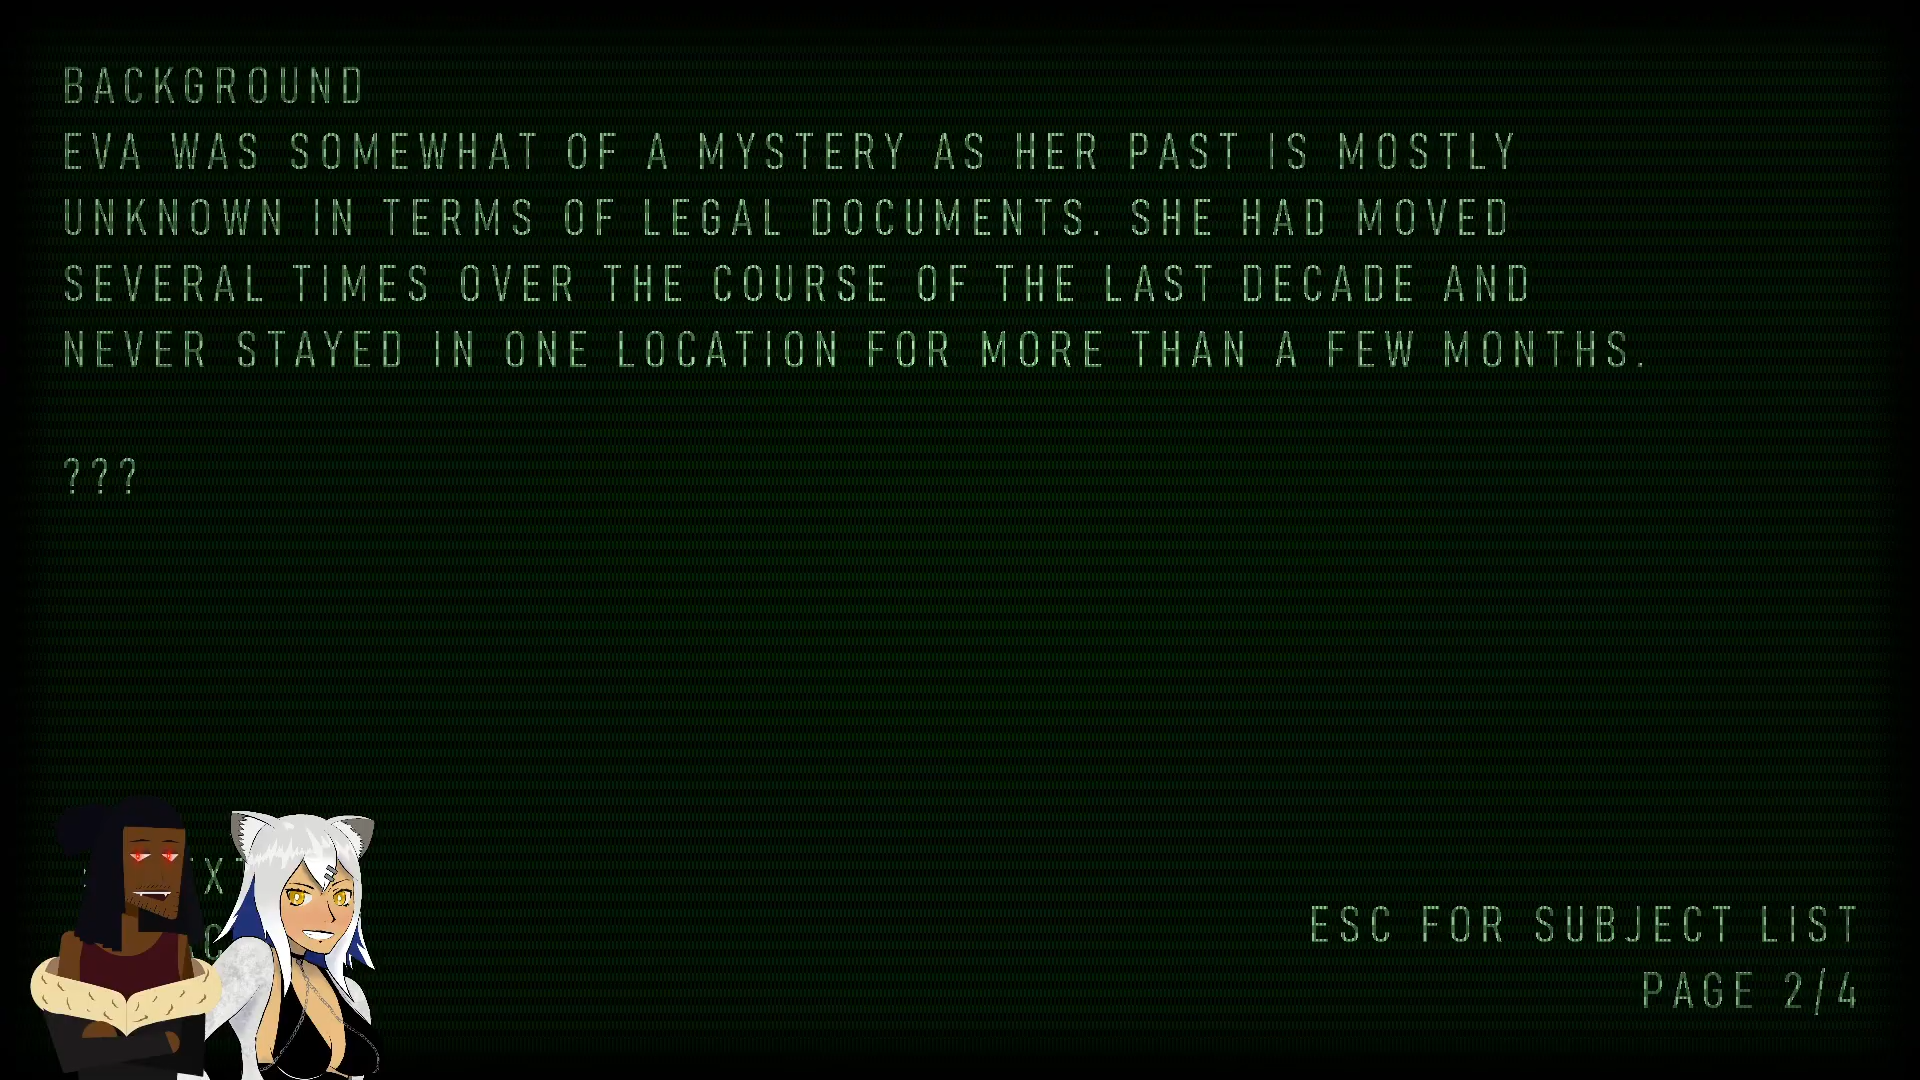 BACKGROUND
EVA WAS SOMEWHAT OF A MYSTERY AS HER PAST IS MOSTLY
UNKNOWN IN TERMS OF LEGAL DOCUMENTS. SHE HAD MOVED
SEVERAL TIMES OVER THE COURSE OF THE LAST DECADE AND
NEVER STAYED IN ONE LOCATION FOR MORE THAN A FEW MONTHS.
???
ESC FOR SUBJECT LIST
PAGE 2/4